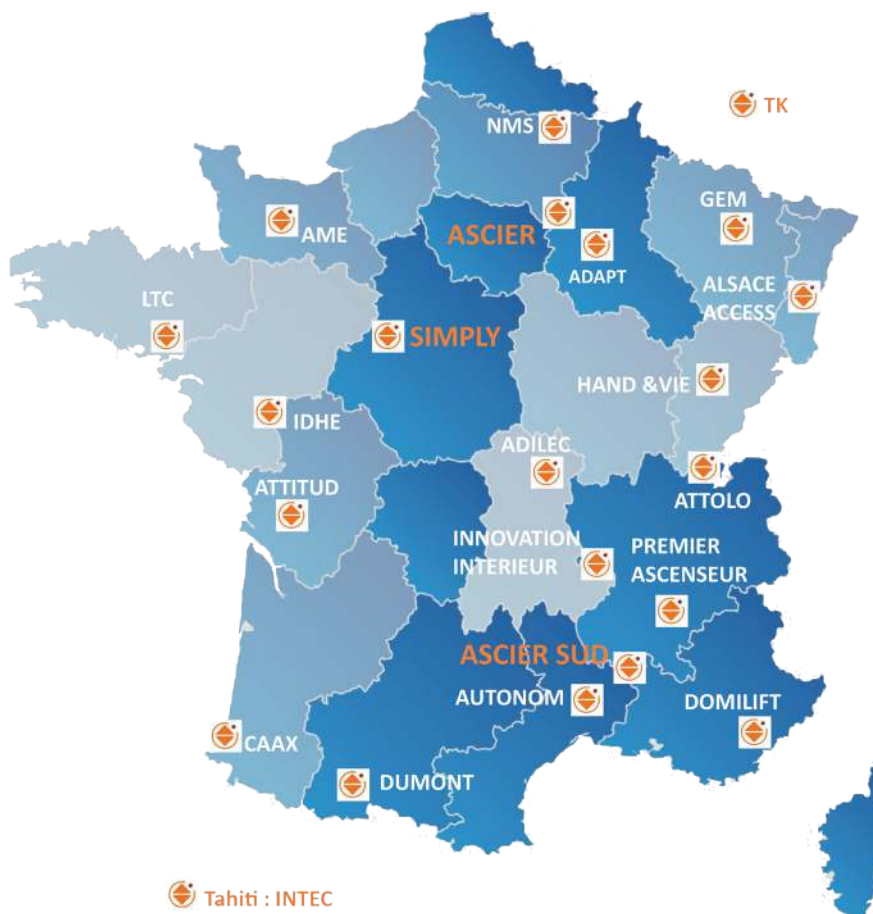 TK
NMS
GEM
AME
ASCIER
ADAPT
ALSACE
ACCESS
LTC
SIMPLY
HAND &VIE
IDHE
ADILEC
ATTITUD
ATTOLO
INNOVATION
INTERIEUR
PREMIER
ASCENSEUR
ASCIER SUD
AUTONOM
DOMILIFT
CAAX
DUMONT
Tahiti : INTEC